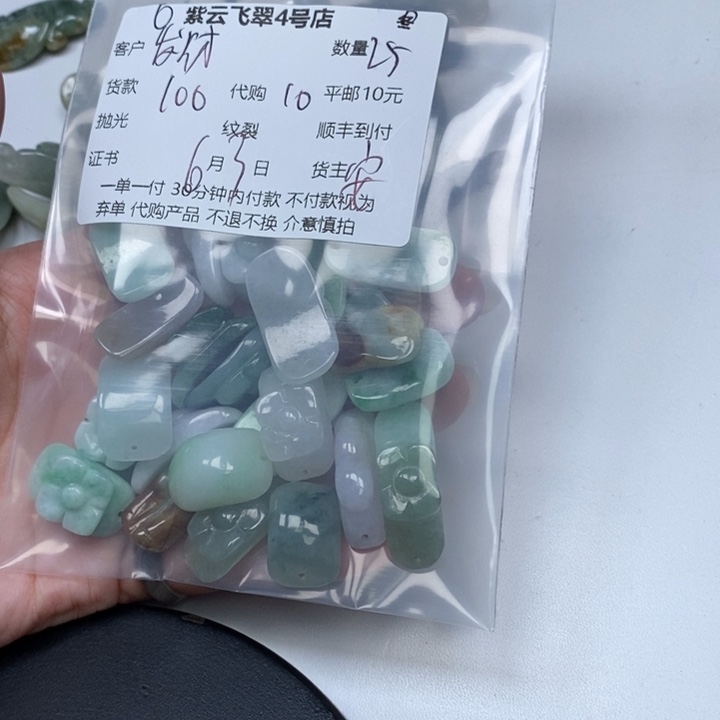 紫云飞翠4号店
客户 发财 数量 25
货款 100 代购 10 平邮10元
抛光 纹裂 顺丰到付
证书 6月5日 货主
一单一付 30分钟内付款 不付款视为
弃单 代购产品 不退不换 介意慎拍